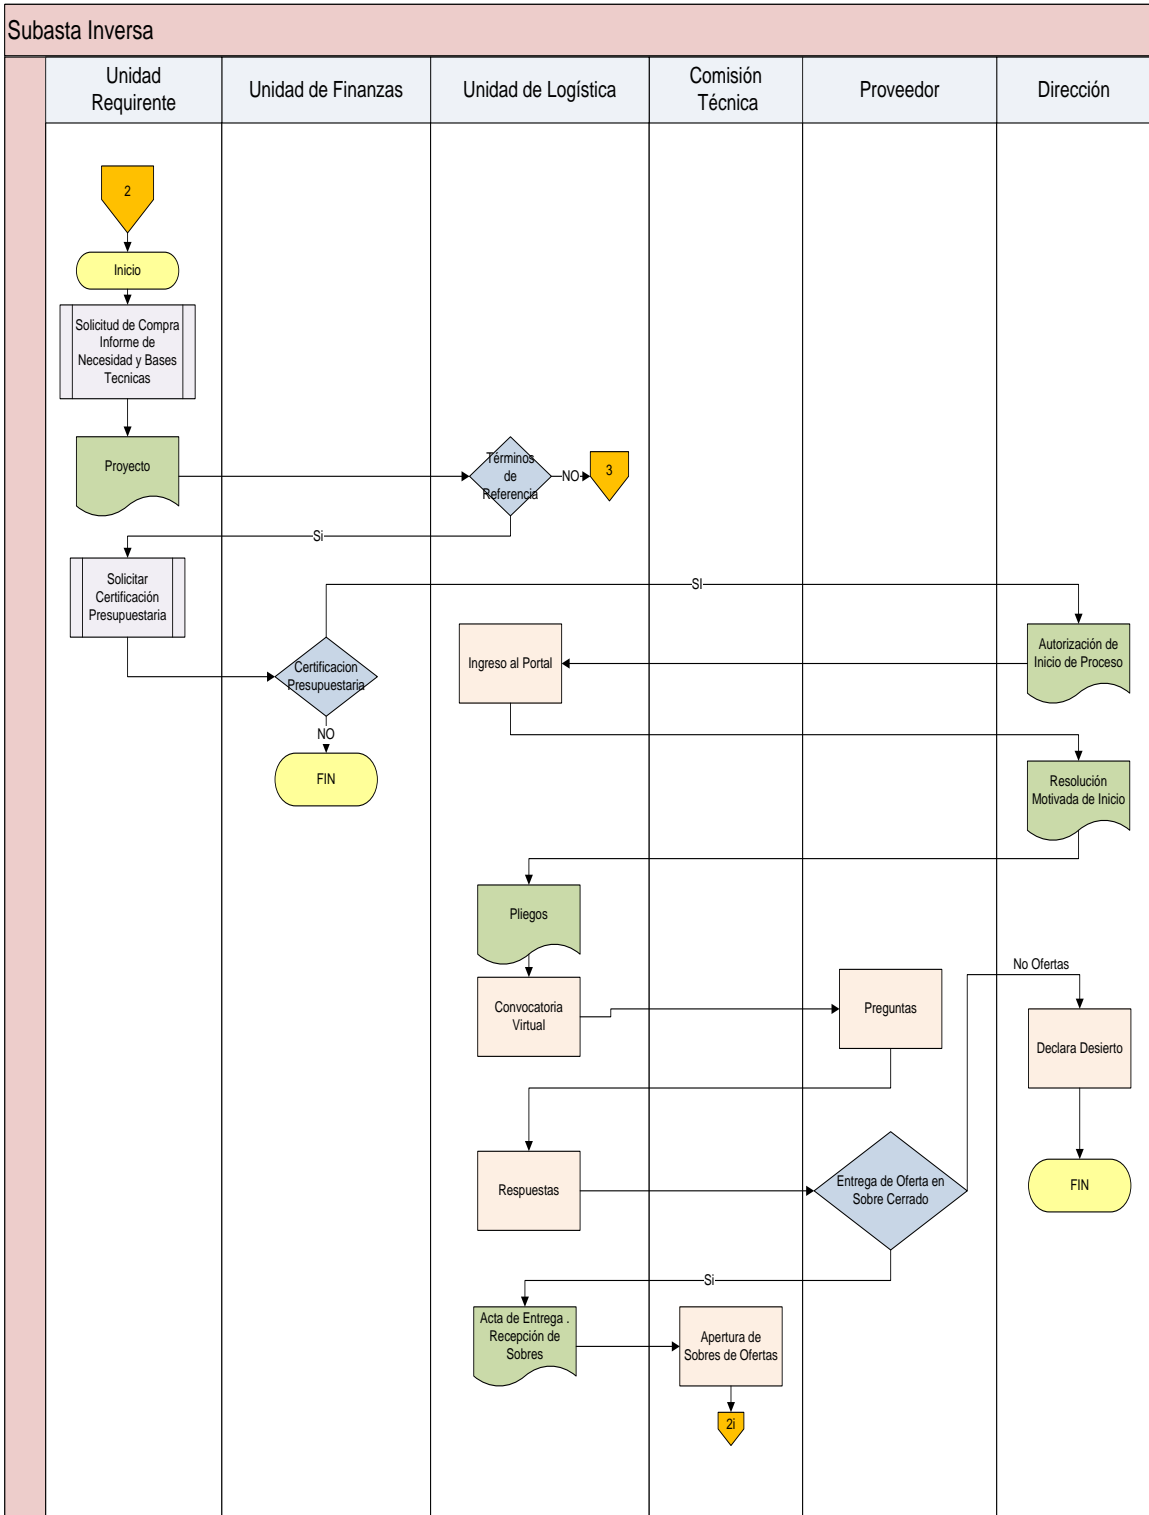 Subasta Inversa
Unidad
Requirente
Unidad de Finanzas
Unidad de Logística
Comisión
Técnica
Proveedor
Dirección
2
Inicio
Solicitud de Compra
Informe de
Necesidad y Bases
Tecnicas
Proyecto
Términos
de
Referencia
NO
3
Si
Solicitar
Certificación
Presupuestaria
SI
Certificacion
Presupuestaria
Ingreso al Portal
Autorización de
Inicio de Proceso
NO
FIN
Resolución
Motivada de Inicio
Pliegos
No Ofertas
Convocatoria
Virtual
Preguntas
Declara Desierto
Respuestas
Entrega de Oferta en
Sobre Cerrado
FIN
Si
Acta de Entrega .
Recepción de
Sobres
Apertura de
Sobres de Ofertas
2i